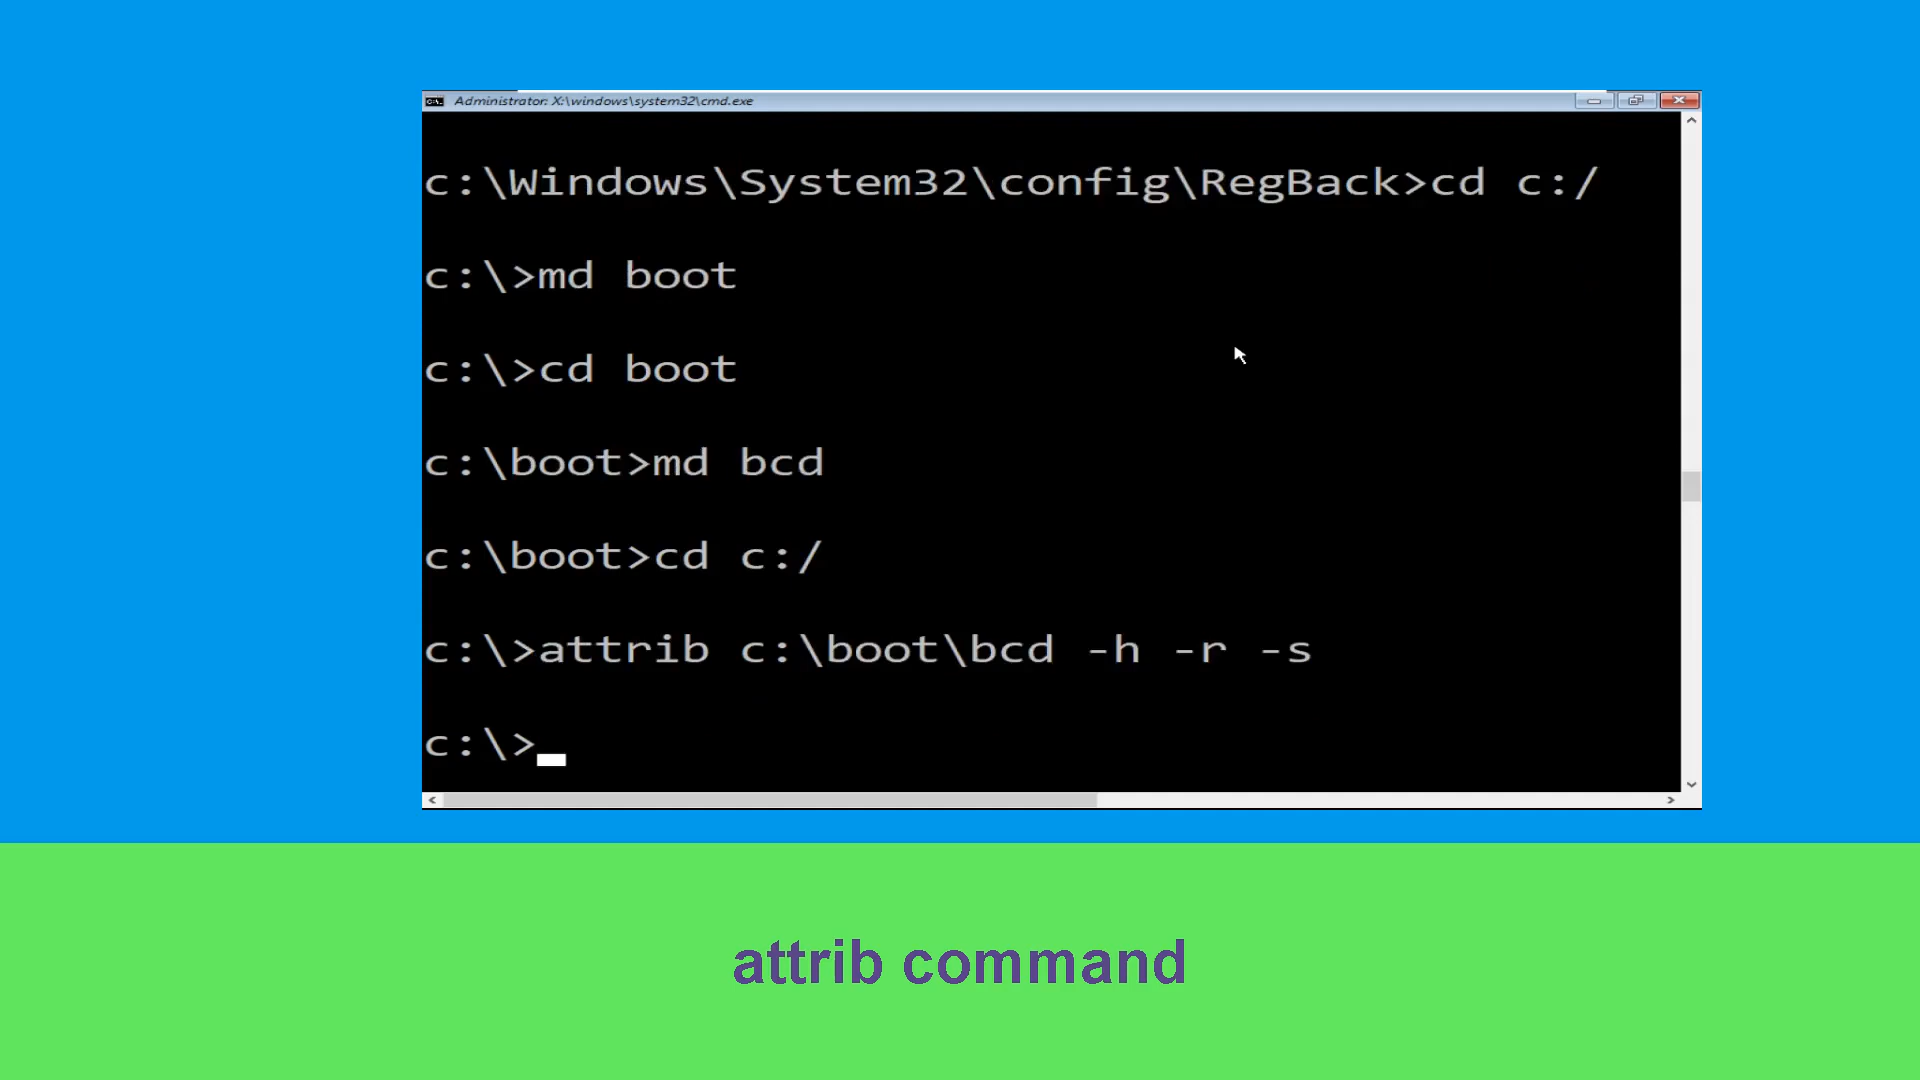 Administrator: X:\windows\system32\cmd.exe
c:\Windows\System32\config\RegBack>cd c:/
c:\>md boot
c:\>cd boot
c:\boot>md bcd
c:\boot>cd c:/
c:\>attrib c:\boot\bcd -h -r -s
c:\>
attrib command